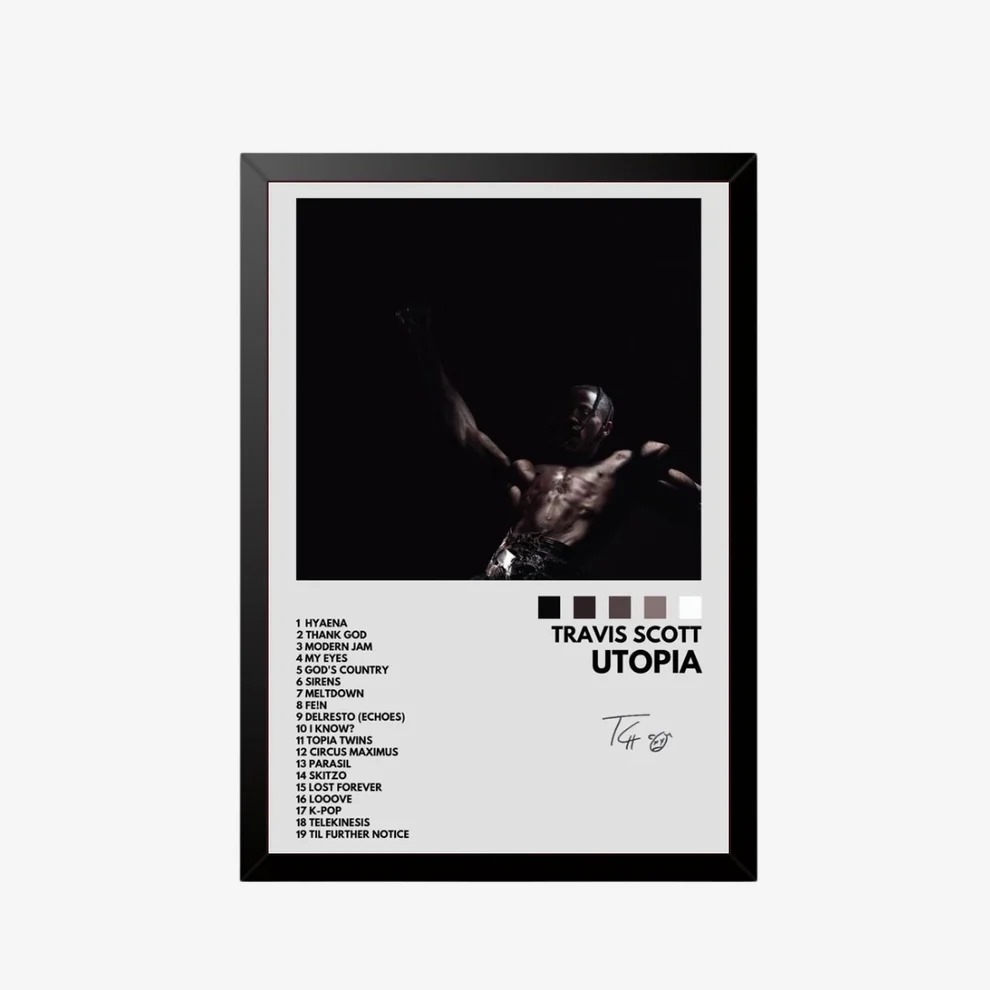 1 HYAENA
2 THANK GOD
3 MODERN JAM
4 MY EYES
5 GOD'S COUNTRY
6 SIRENS
7 MELTDOWN
8 FE!N
9 DELRESTO (ECHOES)
10 I KNOW?
11 TOPIA TWINS
12 CIRCUS MAXIMUS
13 PARASIL
14 SKITZO
15 LOST FOREVER
16 LOOOVE
17 K-POP
18 TELEKINESIS
19 TIL FURTHER NOTICE
TRAVIS SCOTT
UTOPIA